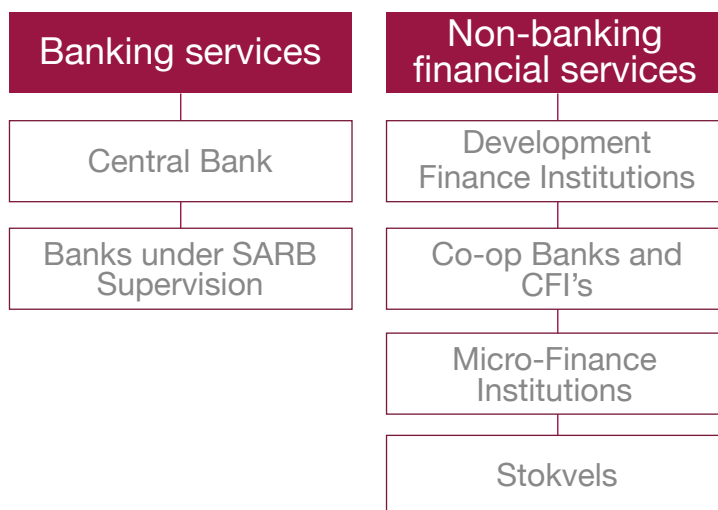 Banking services
Central Bank
Banks under SARB
Supervision
Non-banking
financial services
Development
Finance Institutions
Co-op Banks and
CFI’s
Micro-Finance
Institutions
Stokvels